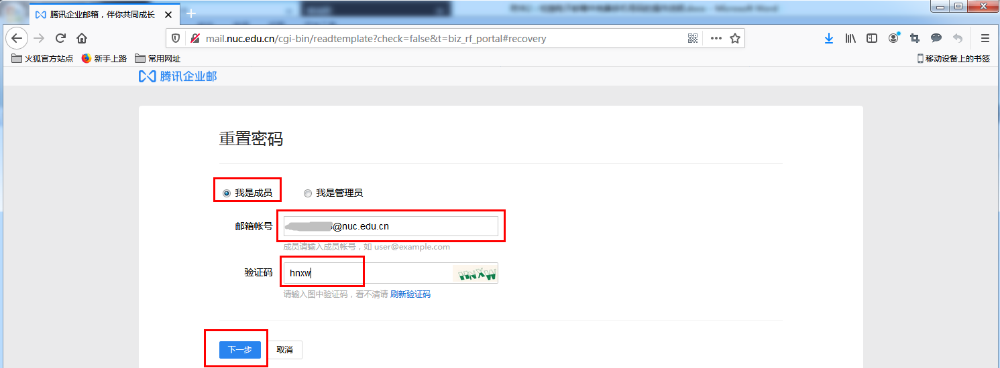 腾讯企业邮箱，伴你共同成长
mail.nuc.edu.cn/cgi-bin/readtemplate?check=false&t=biz_rf_portal#recovery
火狐官方站点 新手上路 常用网址 移动设备上的书签
腾讯企业邮
重置密码
我是成员 我是管理员
邮箱帐号 @nuc.edu.cn
成员请输入成员帐号，如 user@example.com
验证码 hnxw HNXW
请输入图中验证码，看不清请 刷新验证码
下一步 取消